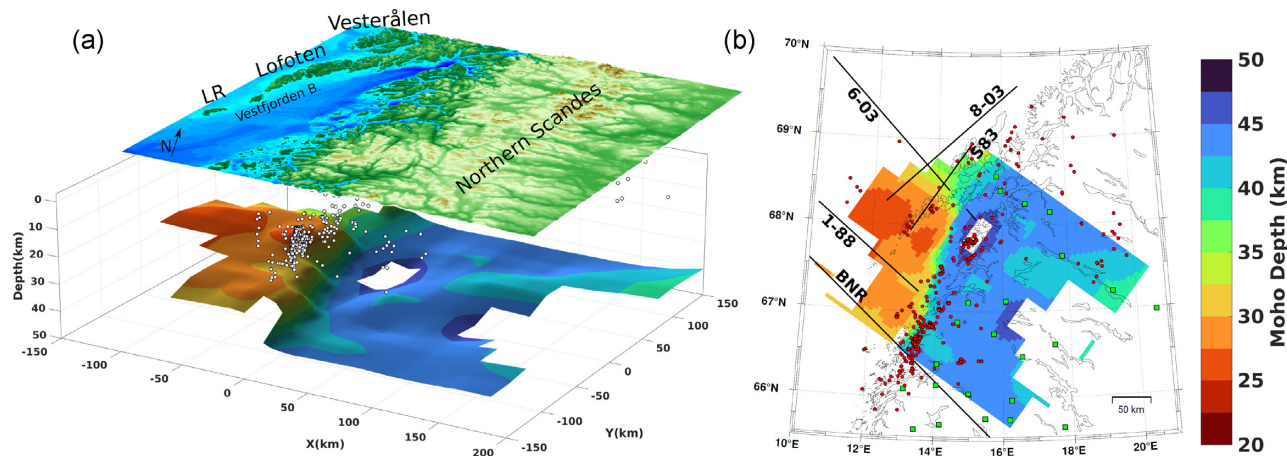 (a)
Vesterålen
Lofoten
LR
Vestfjorden B.
N
Northern Scandes
0
10
20
30
40
50
Depth(km)
-150
-100
-50
0
50
100
150
200
X(km)
-150
-100
-50
0
50
100
150
Y(km)
(b)
70°N
69°N
68°N
67°N
66°N
10°E
12°E
14°E
16°E
18°E
20°E
6-03
8-03
S83
1-88
BNR
50 km
50
45
40
35
30
25
20
Moho Depth (km)